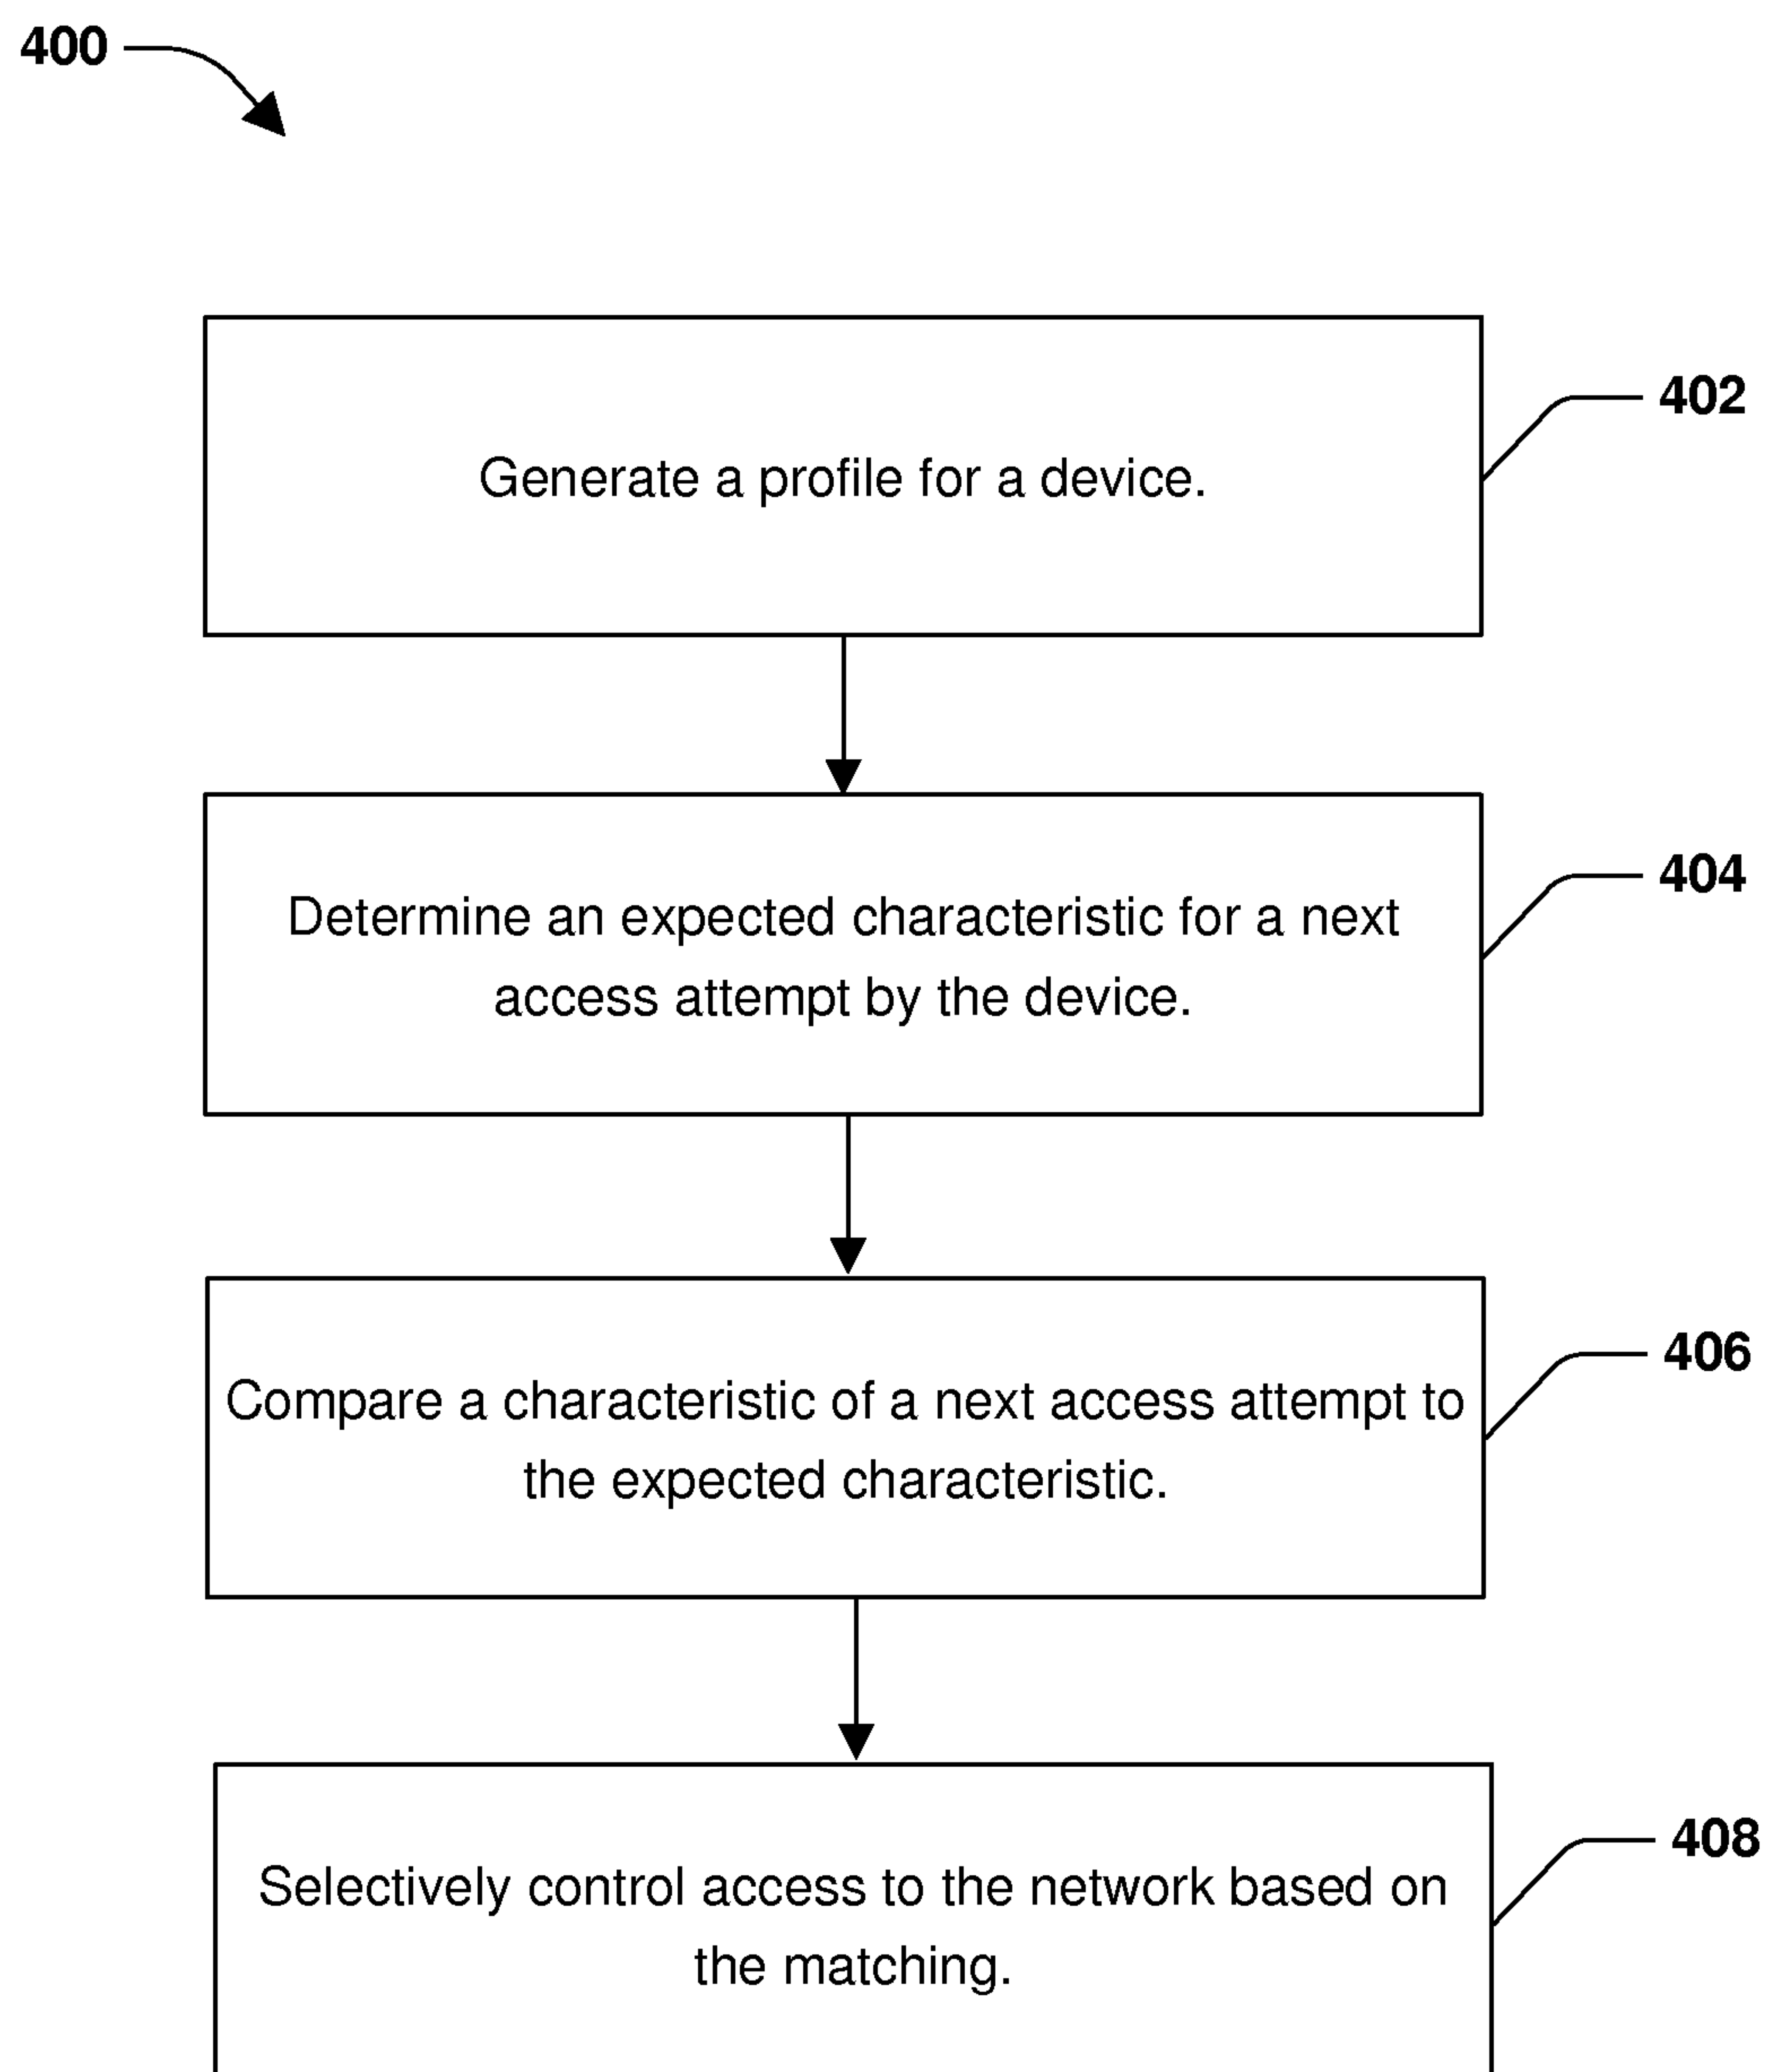 400
402
Generate a profile for a device.
404
Determine an expected characteristic for a next
access attempt by the device.
406
Compare a characteristic of a next access attempt to
the expected characteristic.
408
Selectively control access to the network based on
the matching.